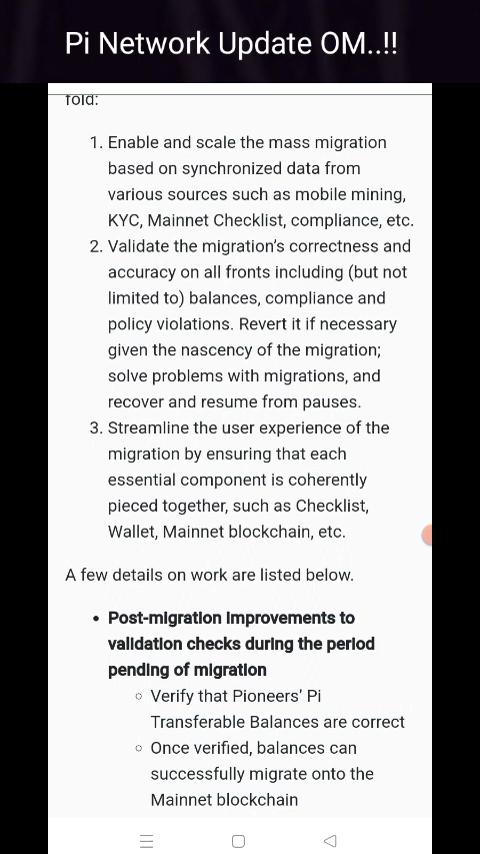 Pi Network Update OM..!!
fold:
1. Enable and scale the mass migration
based on synchronized data from
various sources such as mobile mining,
KYC, Mainnet Checklist, compliance, etc.
2. Validate the migration’s correctness and
accuracy on all fronts including (but not
limited to) balances, compliance and
policy violations. Revert it if necessary
given the nascency of the migration;
solve problems with migrations, and
recover and resume from pauses.
3. Streamline the user experience of the
migration by ensuring that each
essential component is coherently
pieced together, such as Checklist,
Wallet, Mainnet blockchain, etc.
A few details on work are listed below.
• Post-migration improvements to
validation checks during the period
pending of migration
◦ Verify that Pioneers’ Pi
Transferable Balances are correct
◦ Once verified, balances can
successfully migrate onto the
Mainnet blockchain